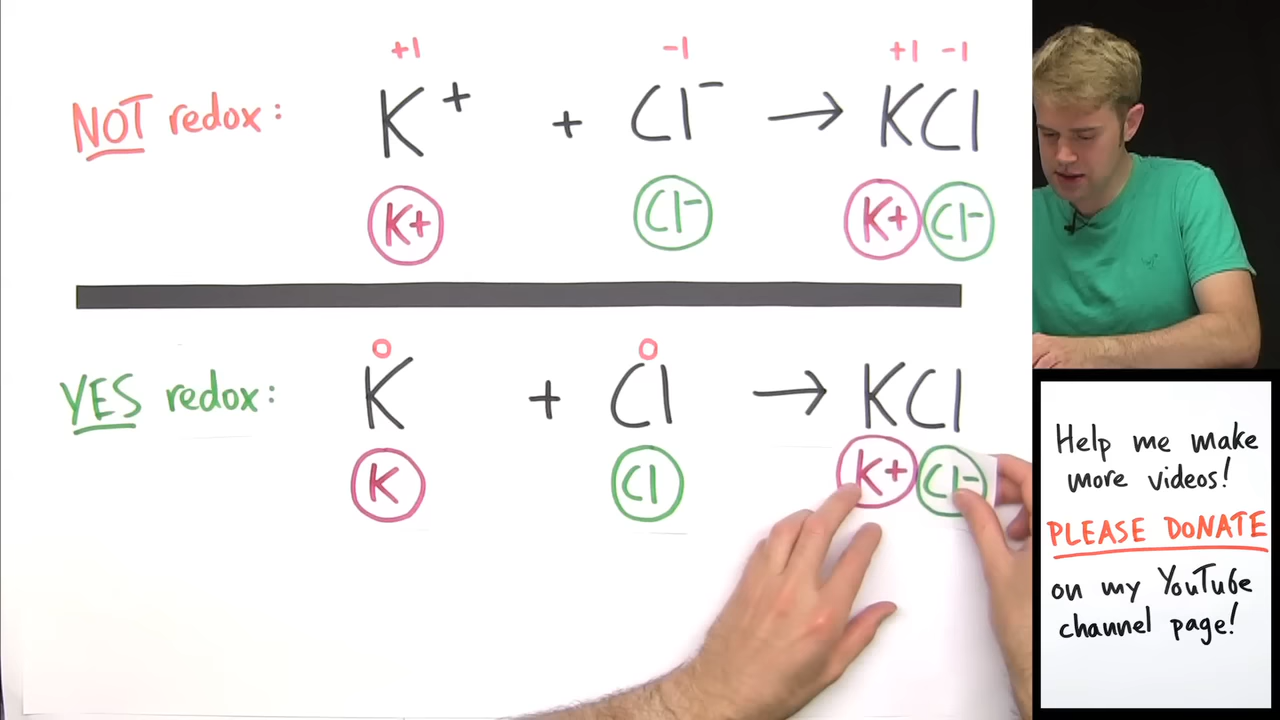 +1 -1 +1 -1
NOT redox: K⁺ + Cl⁻ → KCl
K+ Cl- K+ Cl-
0 0
YES redox: K + Cl → KCl
K Cl K+ Cl-
Help me make
more videos!
PLEASE DONATE
on my YouTube
channel page!